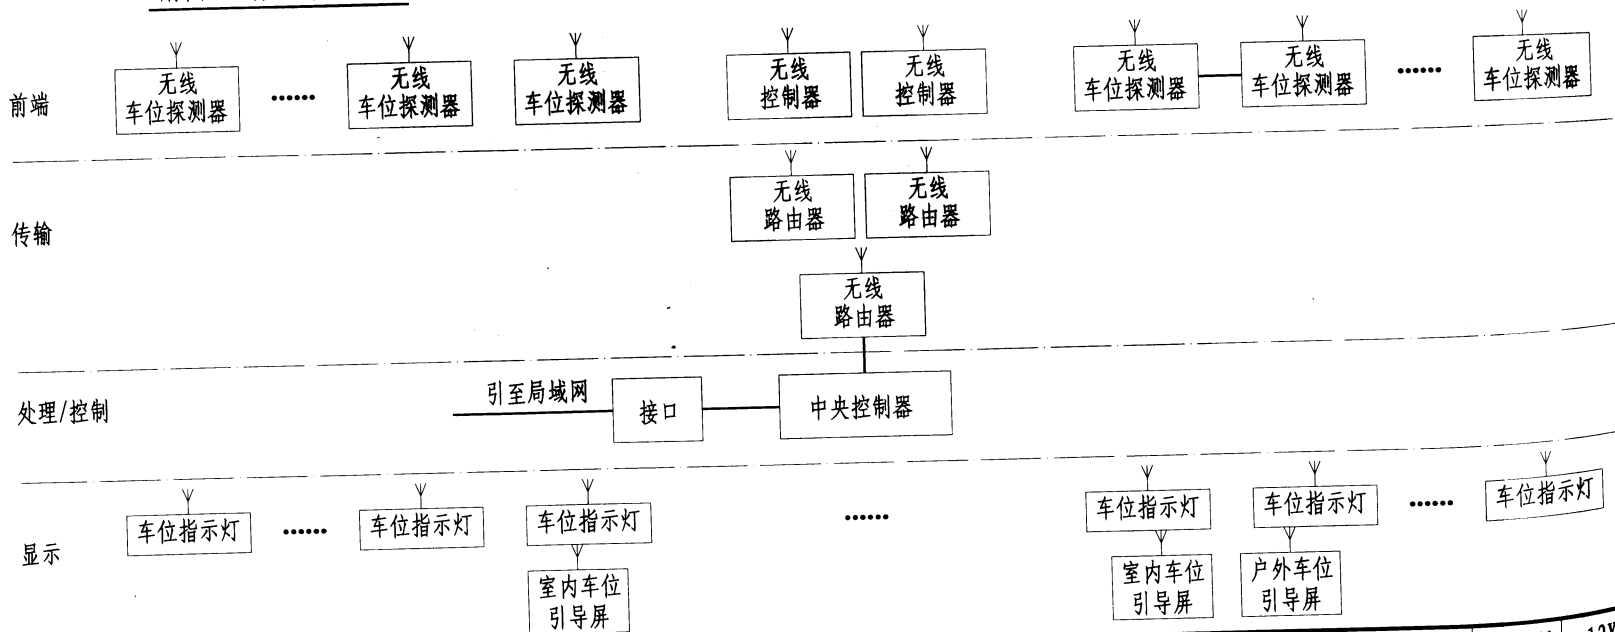 无线
车位探测器
......
无线
车位探测器
无线
车位探测器
无线
控制器
无线
控制器
无线
车位探测器
无线
车位探测器
......
无线
车位探测器
前端
无线
路由器
无线
路由器
传输
无线
路由器
处理/控制
引至局域网
接口
中央控制器
显示
车位指示灯
......
车位指示灯
车位指示灯
......
车位指示灯
车位指示灯
......
车位指示灯
室内车位
引导屏
室内车位
引导屏
户外车位
引导屏